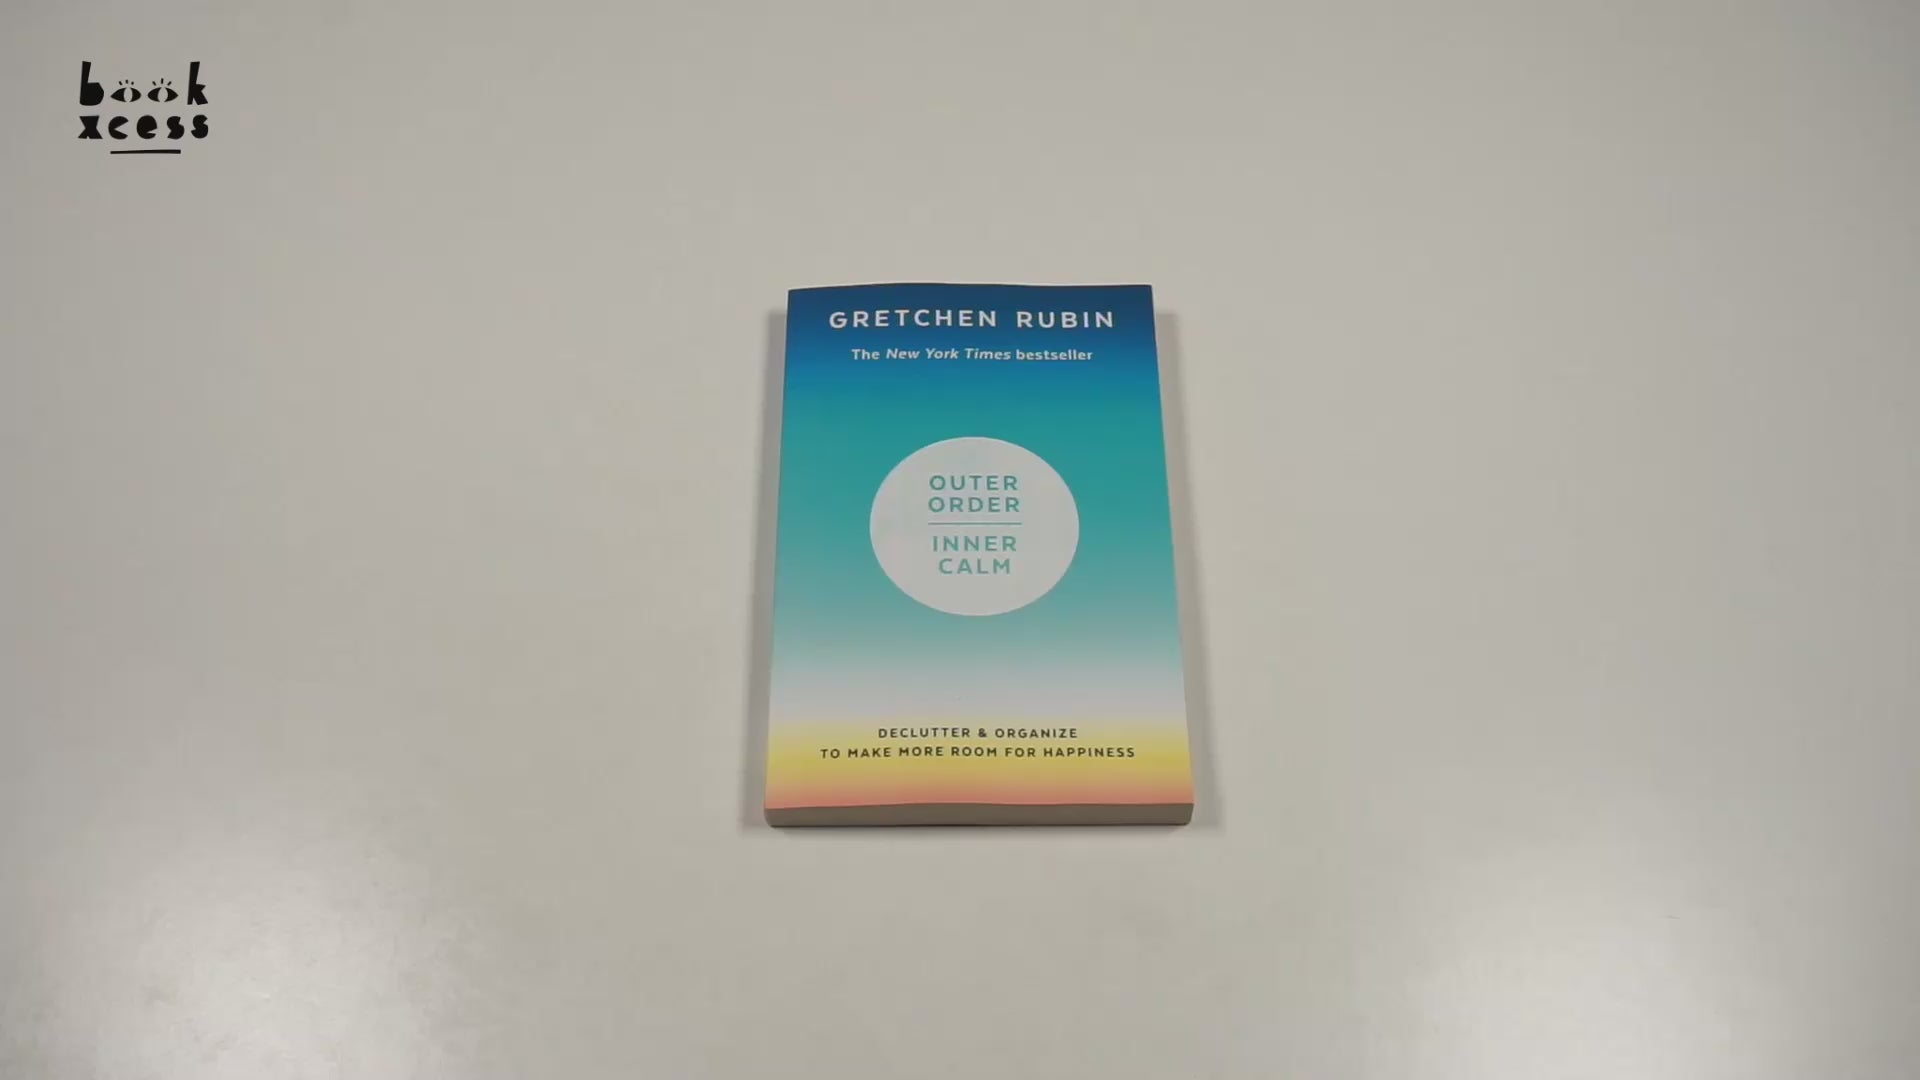 book
xcess
GRETCHEN RUBIN
The New York Times bestseller
OUTER
ORDER
INNER
CALM
DECLUTTER & ORGANIZE
TO MAKE MORE ROOM FOR HAPPINESS